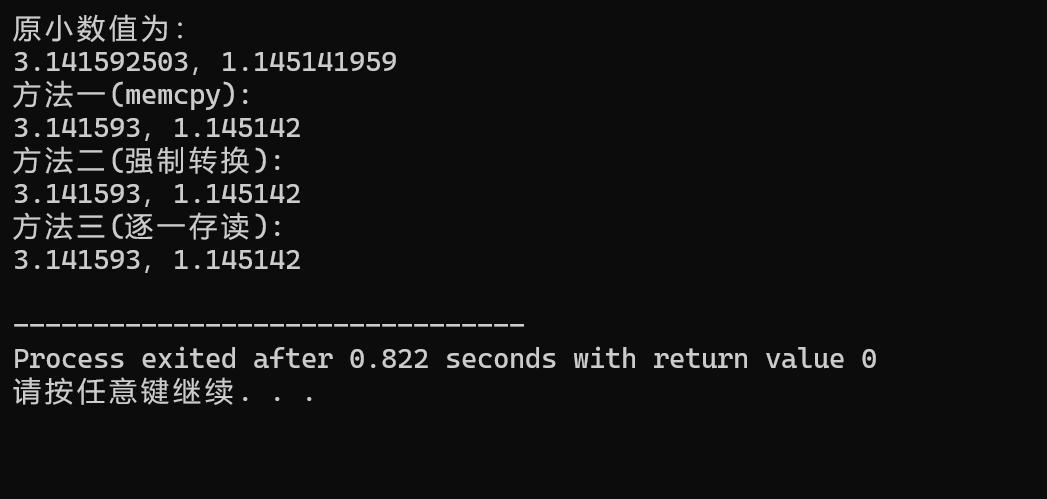 原小数值为：
3.141592503, 1.145141959
方法一(memcpy):
3.141593, 1.145142
方法二(强制转换):
3.141593, 1.145142
方法三(逐一存读):
3.141593, 1.145142
--------------------------------
Process exited after 0.822 seconds with return value 0
请按任意键继续. . .